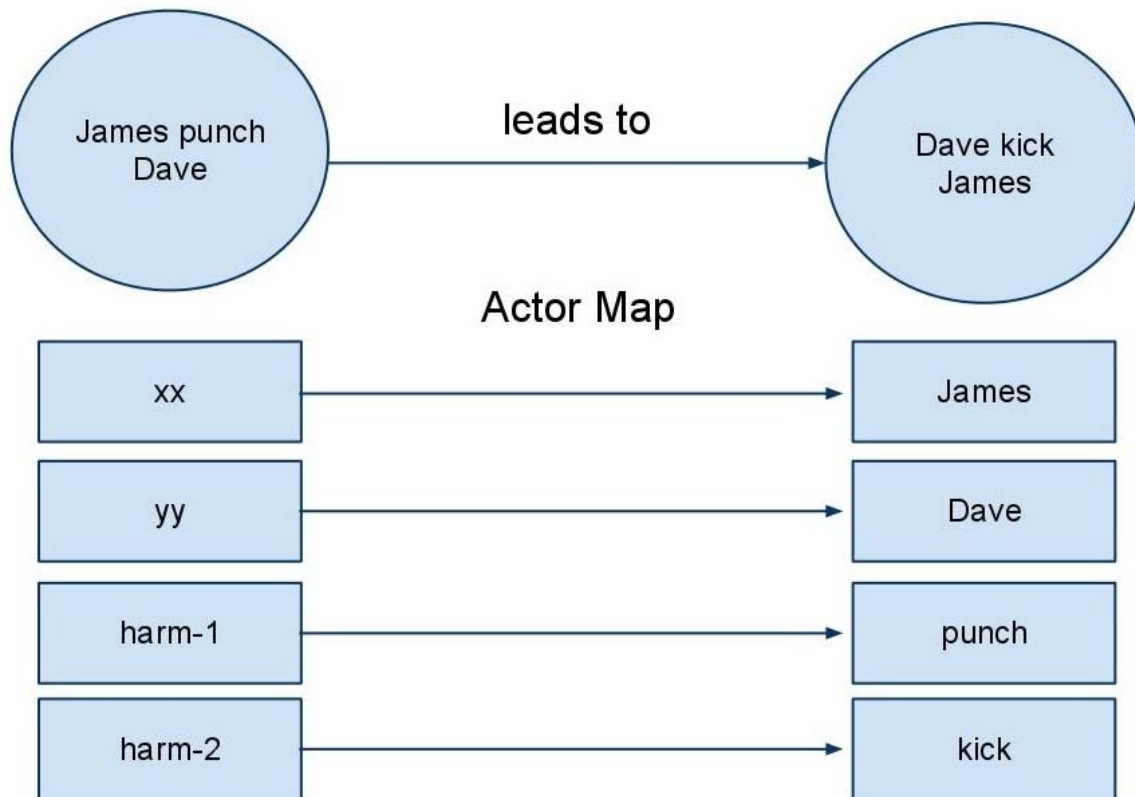 James punch
Dave
leads to
Dave kick
James
Actor Map
xx
James
yy
Dave
harm-1
punch
harm-2
kick